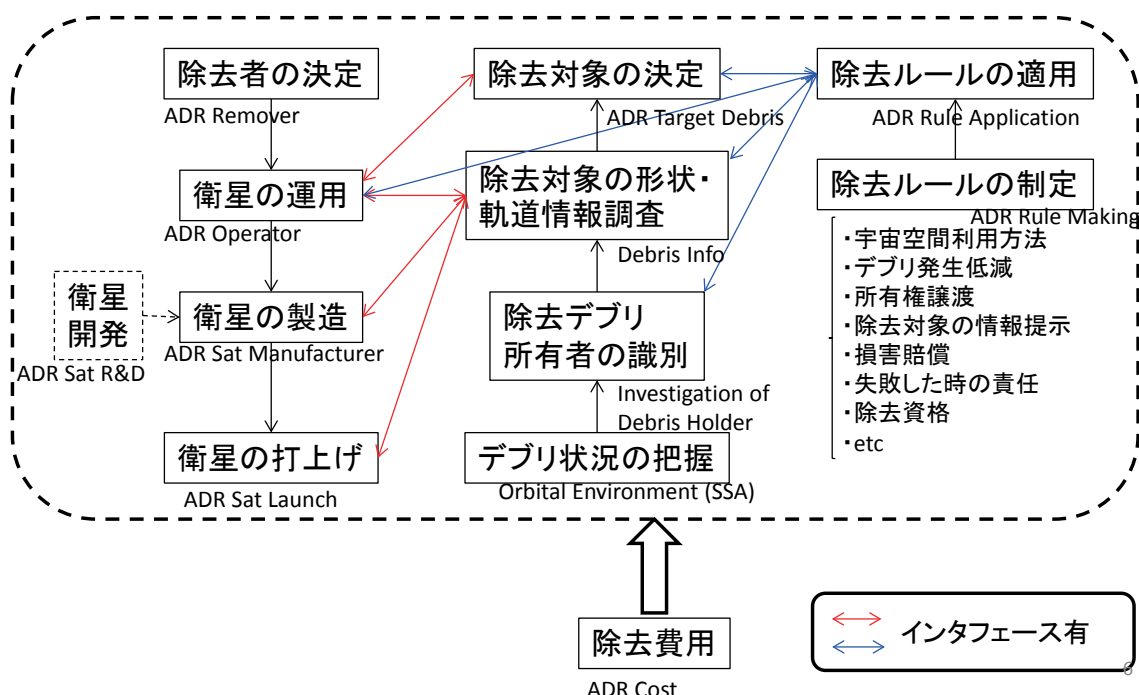 除去者の決定
ADR Remover
衛星の運用
ADR Operator
衛星
開発
ADR Sat R&D
衛星の製造
ADR Sat Manufacturer
衛星の打上げ
ADR Sat Launch
除去対象の決定
ADR Target Debris
除去対象の形状・
軌道情報調査
Debris Info
除去デブリ
所有者の識別
Investigation of
Debris Holder
デブリ状況の把握
Orbital Environment (SSA)
除去ルールの適用
ADR Rule Application
除去ルールの制定
ADR Rule Making
・宇宙空間利用方法
・デブリ発生低減
・所有権譲渡
・除去対象の情報提示
・損害賠償
・失敗した時の責任
・除去資格
・etc
除去費用
ADR Cost
インタフェース有
6